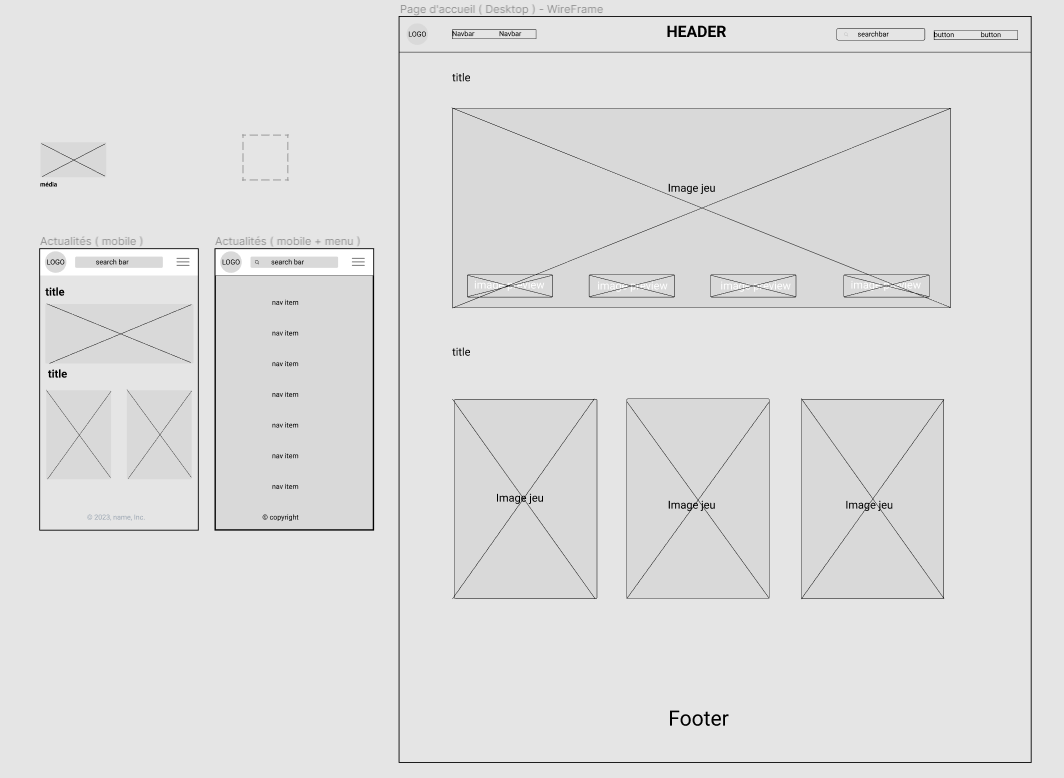 Page d'accueil ( Desktop ) - WireFrame
LOGO
Navbar Navbar
HEADER
searchbar
button button
title
Image jeu
image preview image preview image preview image preview
title
Image jeu Image jeu Image jeu
Footer
média
Actualités ( mobile )
LOGO search bar
title
title
© 2023, name, Inc.
Actualités ( mobile + menu )
LOGO search bar
nav item
nav item
nav item
nav item
nav item
nav item
nav item
© copyright